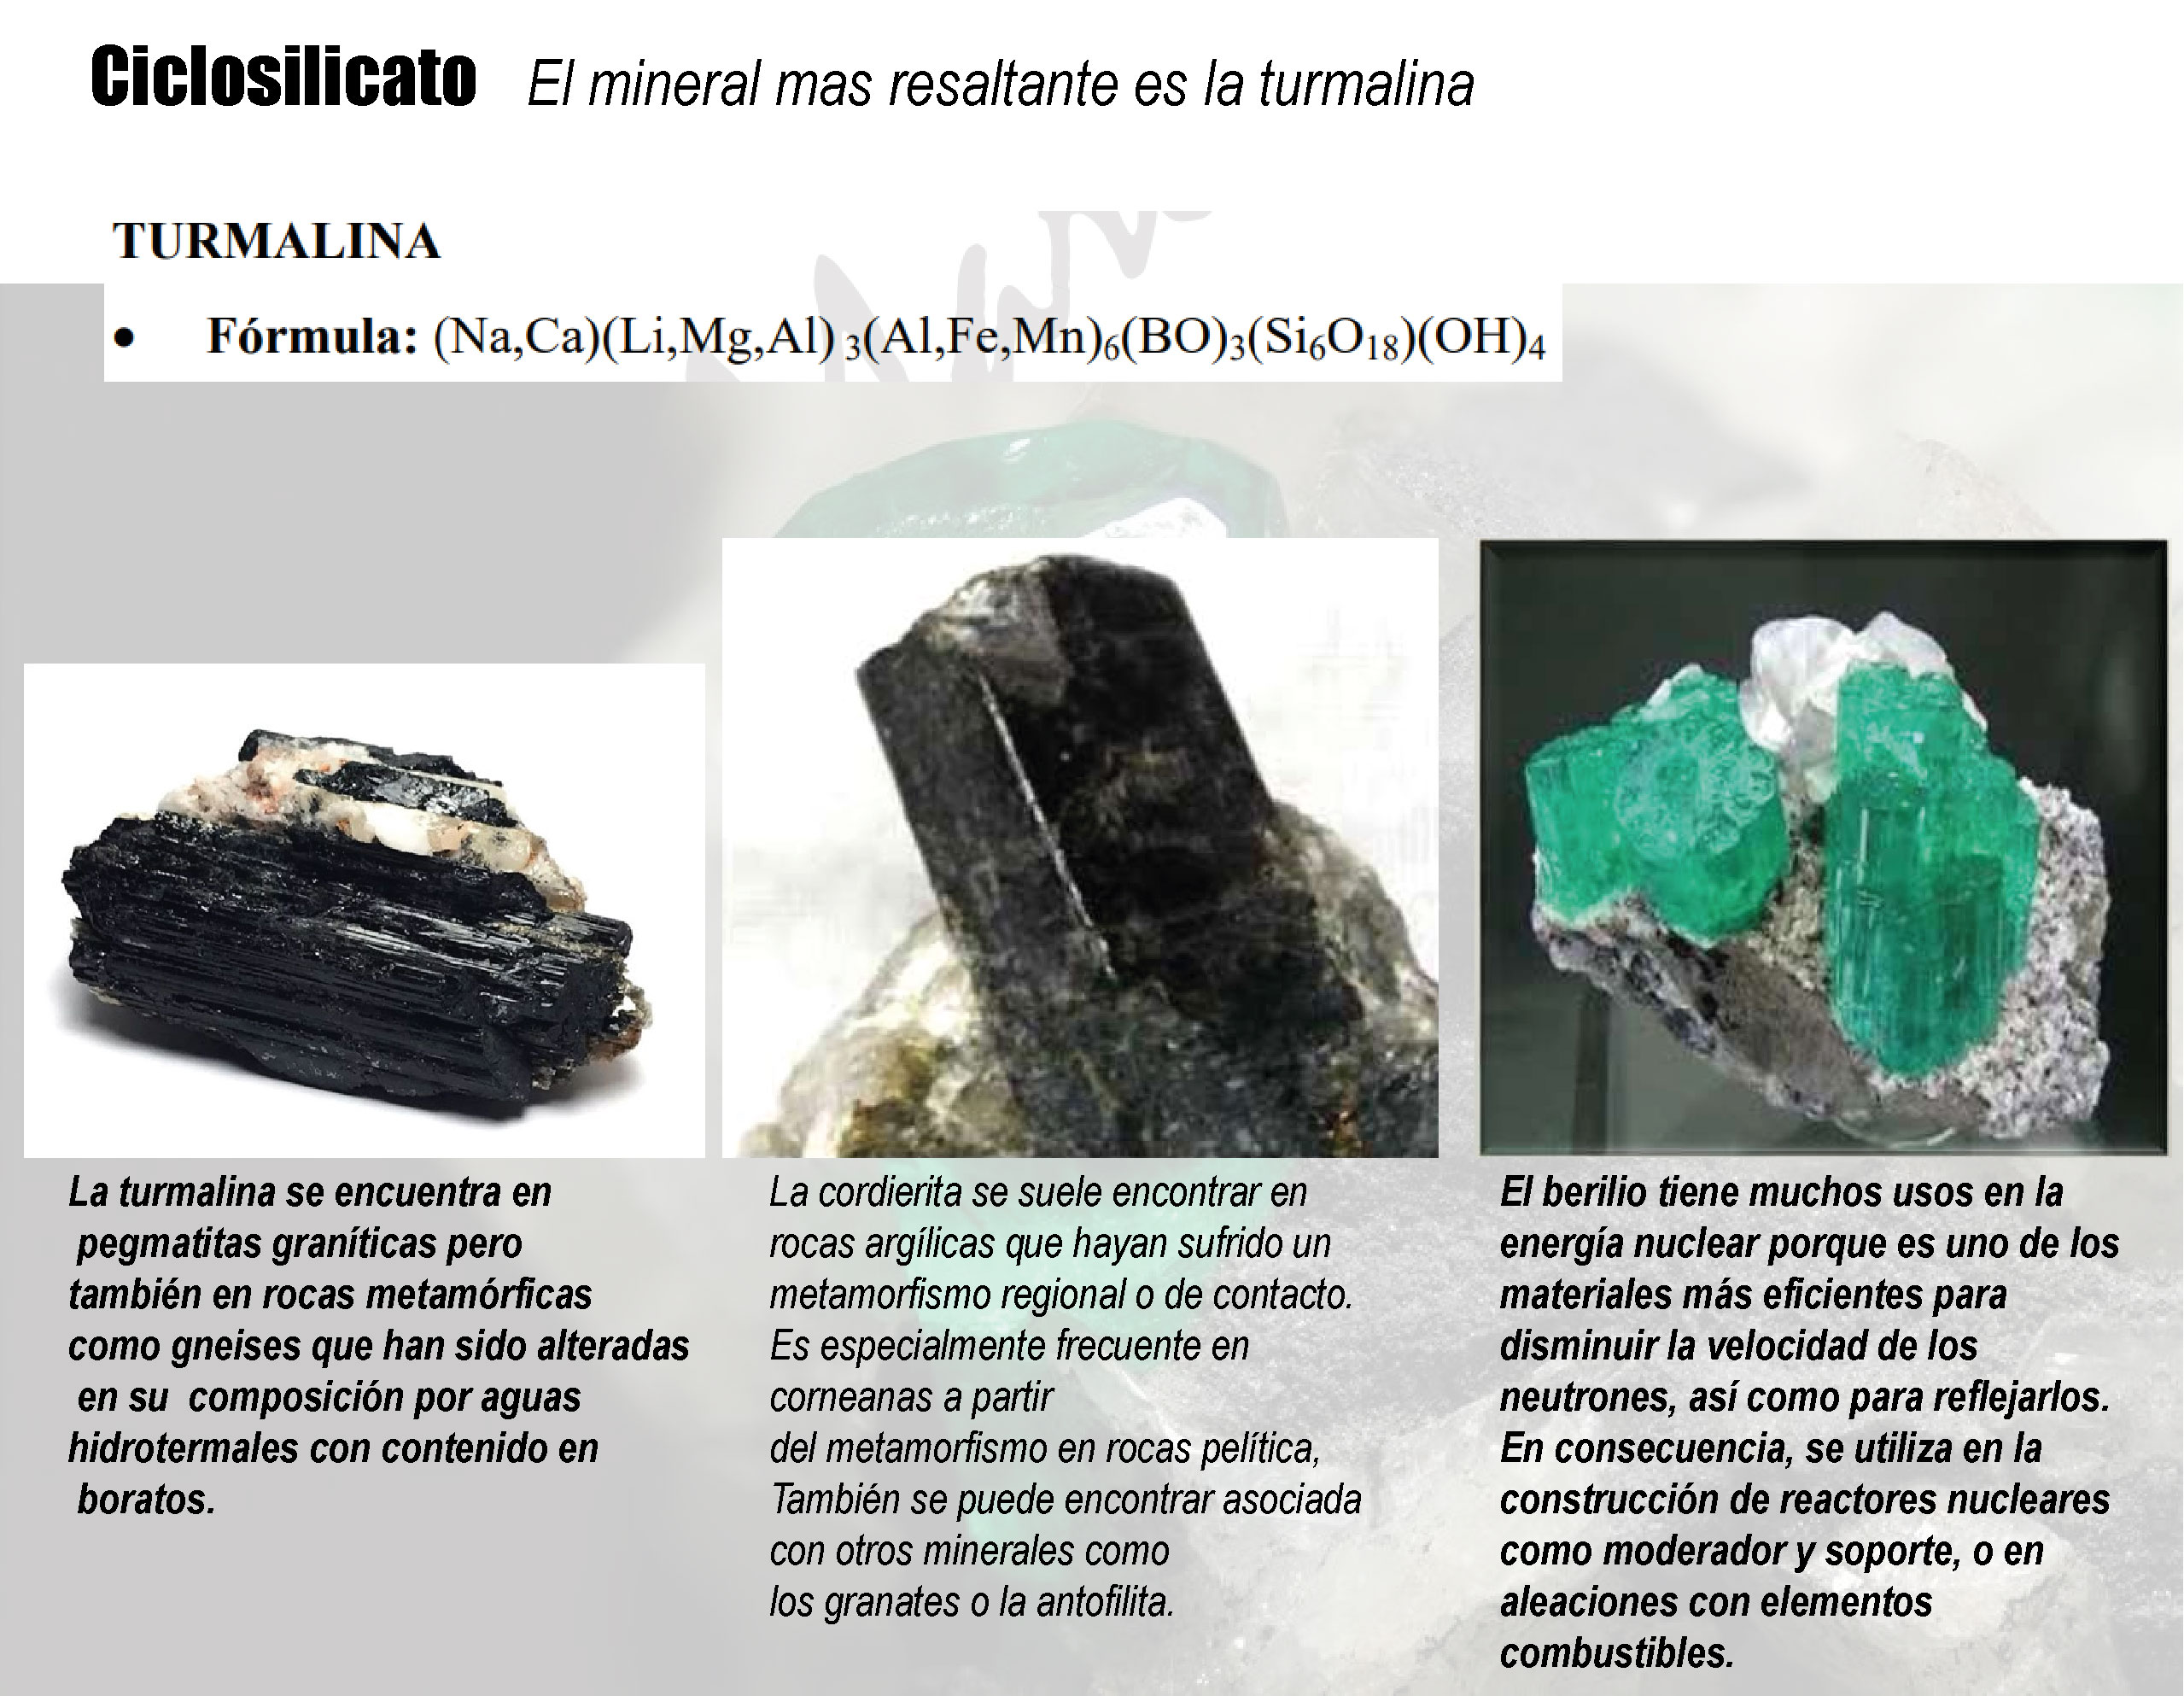 Ciclosilicato El mineral mas resaltante es la turmalina
TURMALINA
• Fórmula: (Na,Ca)(Li,Mg,Al)₃(Al,Fe,Mn)₆(BO)₃(Si₆O₁₈)(OH)₄
La turmalina se encuentra en
pegmatitas graníticas pero
también en rocas metamórficas
como gneises que han sido alteradas
en su composición por aguas
hidrotermales con contenido en
boratos.
La cordierita se suele encontrar en
rocas argílicas que hayan sufrido un
metamorfismo regional o de contacto.
Es especialmente frecuente en
corneanas a partir
del metamorfismo en rocas pelítica,
También se puede encontrar asociada
con otros minerales como
los granates o la antofilita.
El berilio tiene muchos usos en la
energía nuclear porque es uno de los
materiales más eficientes para
disminuir la velocidad de los
neutrones, así como para reflejarlos.
En consecuencia, se utiliza en la
construcción de reactores nucleares
como moderador y soporte, o en
aleaciones con elementos
combustibles.